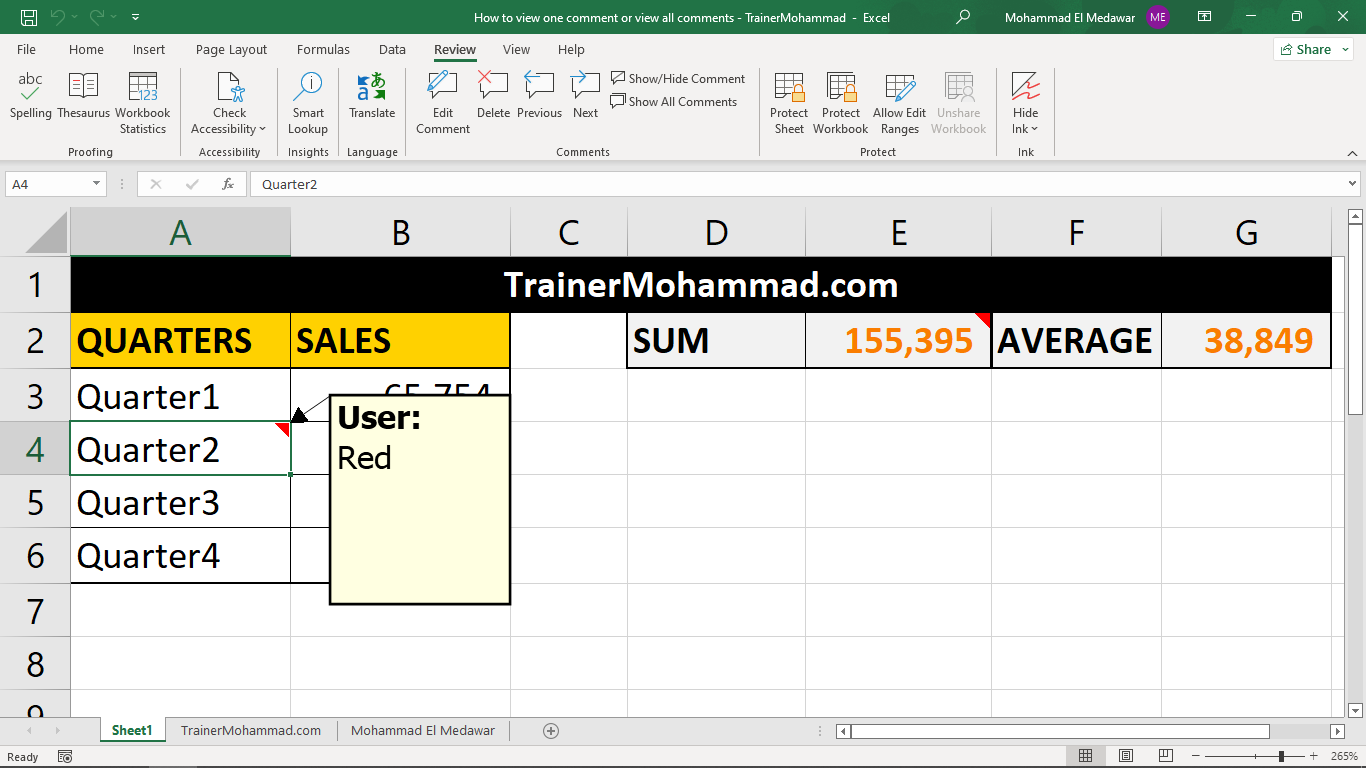 How to view one comment or view all comments - TrainerMohammad - Excel
Mohammad El Medawar
ME
File Home Insert Page Layout Formulas Data Review View Help
Share
abc
Spelling
Thesaurus
Workbook
Statistics
Proofing
Check
Accessibility
Accessibility
Smart
Lookup
Insights
Translate
Language
Edit
Comment
Delete
Previous
Next
Show/Hide Comment
Show All Comments
Comments
Protect
Sheet
Protect
Workbook
Allow Edit
Ranges
Unshare
Workbook
Protect
Hide
Ink
Ink
A4
fx
Quarter2
A B C D E F G
1 TrainerMohammad.com
2 QUARTERS SALES SUM 155,395 AVERAGE 38,849
3 Quarter1 65,754
User:
4 Quarter2
Red
5 Quarter3
6 Quarter4
7
8
9
Sheet1 TrainerMohammad.com Mohammad El Medawar
Ready
265%